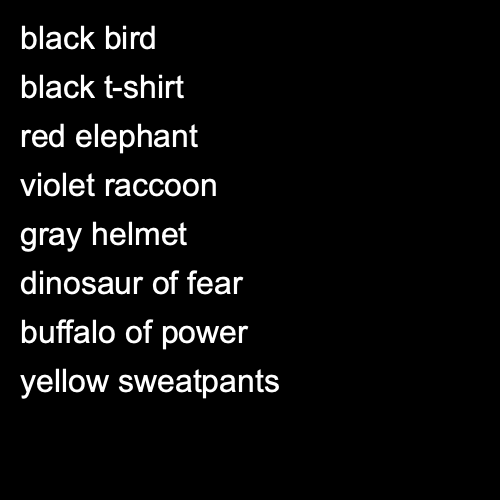 black bird
black t-shirt
red elephant
violet raccoon
gray helmet
dinosaur of fear
buffalo of power
yellow sweatpants